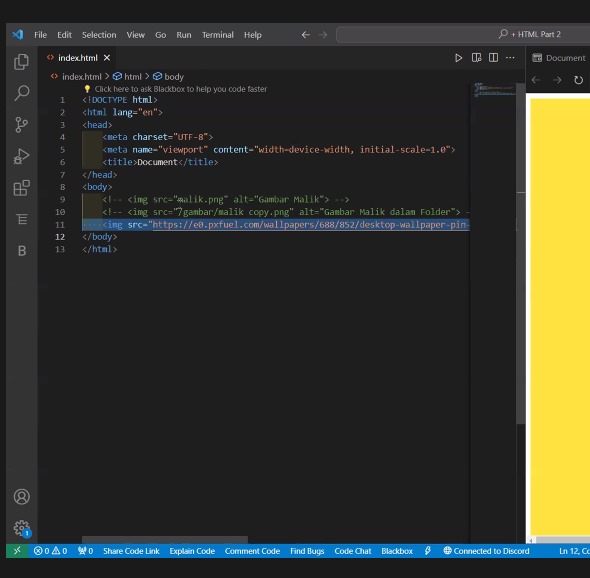 File Edit Selection View Go Run Terminal Help
HTML Part 2
index.html
Document
index.html > html > body
Click here to ask Blackbox to help you code faster
1 <!DOCTYPE html>
2 <html lang="en">
3 <head>
4 <meta charset="UTF-8">
5 <meta name="viewport" content="width=device-width, initial-scale=1.0">
6 <title>Document</title>
7 </head>
8 <body>
9 <!-- <img src="malik.png" alt="Gambar Malik"> -->
10 <!-- <img src="/gambar/malik copy.png" alt="Gambar Malik dalam Folder"> -
11 <img src="https://e0.pxfuel.com/wallpapers/688/852/desktop-wallpaper-pin-
12 </body>
13 </html>
B
1
0 0 0 Share Code Link Explain Code Comment Code Find Bugs Code Chat Blackbox Connected to Discord Ln 12, Co